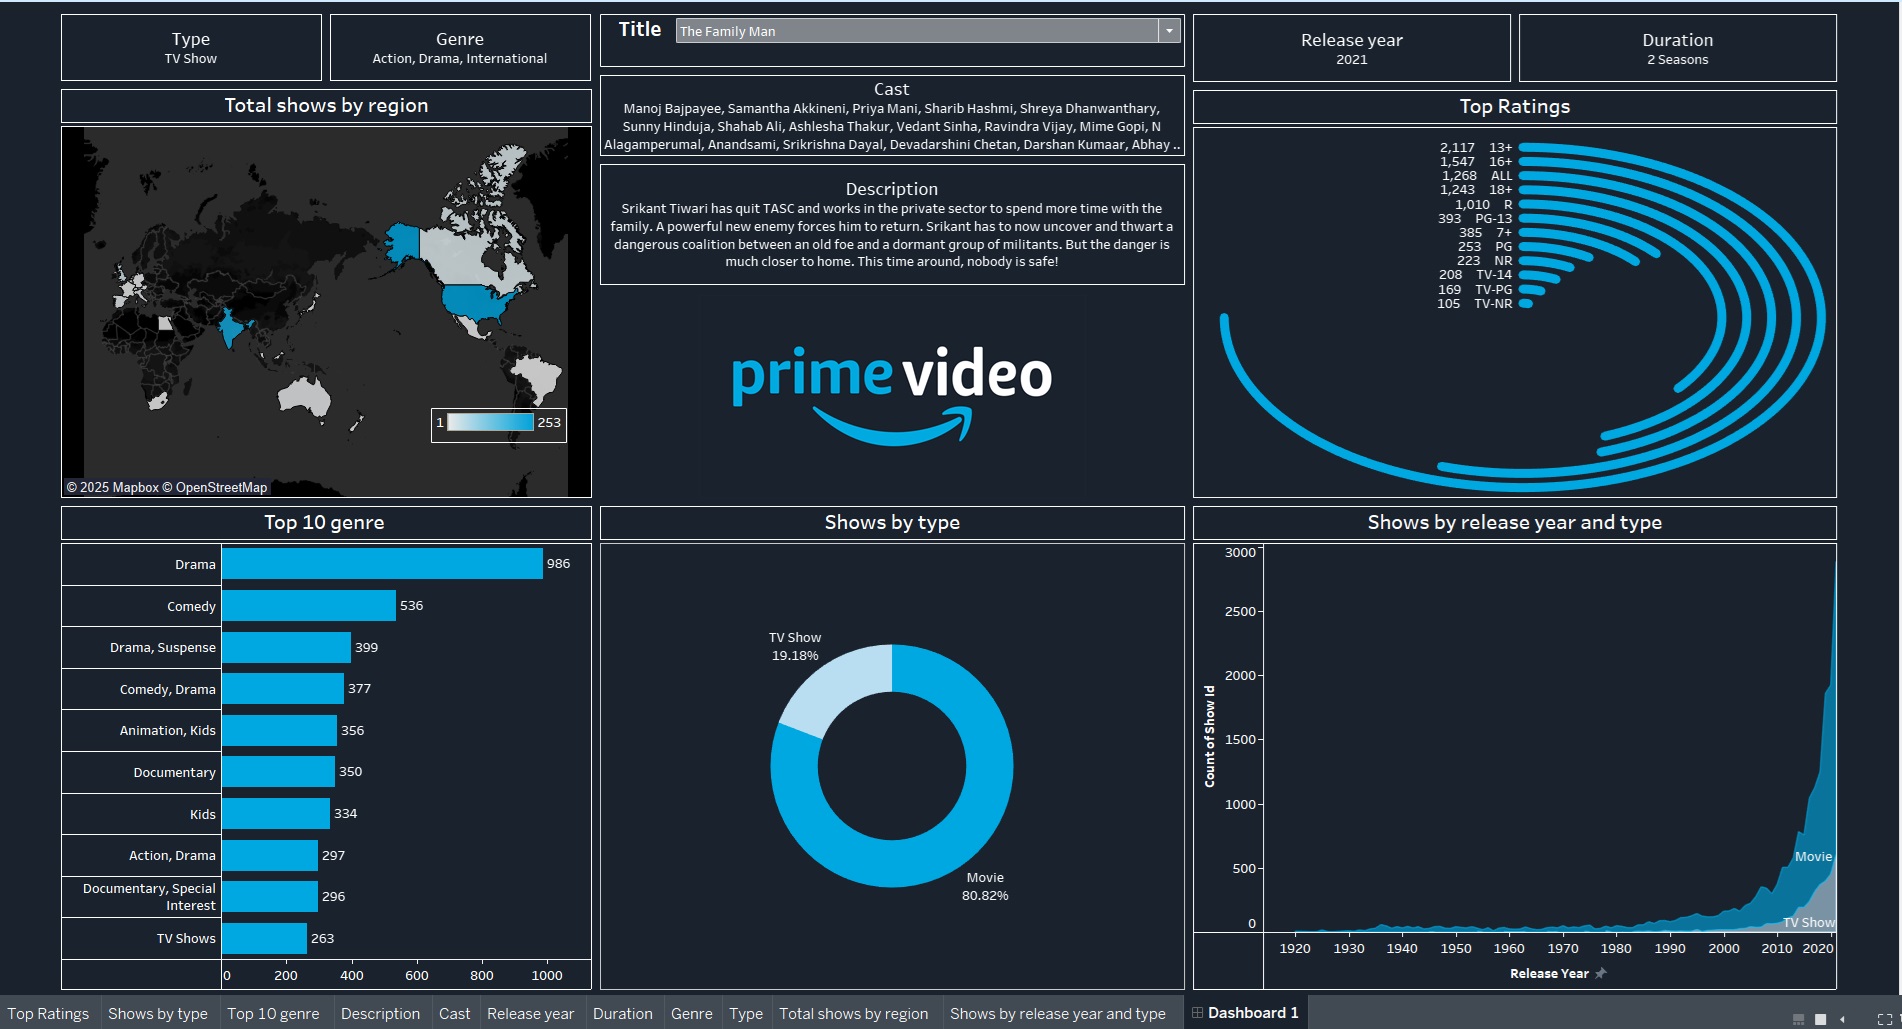 Type
TV Show
Genre
Action, Drama, International
Title
The Family Man
Release year
2021
Duration
2 Seasons
Cast
Manoj Bajpayee, Samantha Akkineni, Priya Mani, Sharib Hashmi, Shreya Dhanwanthary,
Sunny Hinduja, Shahab Ali, Ashlesha Thakur, Vedant Sinha, Ravindra Vijay, Mime Gopi, N
Alagamperumal, Anandsami, Srikrishna Dayal, Devadarshini Chetan, Darshan Kumaar, Abhay ..
Description
Srikant Tiwari has quit TASC and works in the private sector to spend more time with the
family. A powerful new enemy forces him to return. Srikant has to now uncover and thwart a
dangerous coalition between an old foe and a dormant group of militants. But the danger is
much closer to home. This time around, nobody is safe!
prime video
Total shows by region
1 253
© 2025 Mapbox © OpenStreetMap
Top Ratings
2,117 13+
1,547 16+
1,268 ALL
1,243 18+
1,010 R
393 PG-13
385 7+
253 PG
223 NR
208 TV-14
169 TV-PG
105 TV-NR
Top 10 genre
Drama 986
Comedy 536
Drama, Suspense 399
Comedy, Drama 377
Animation, Kids 356
Documentary 350
Kids 334
Action, Drama 297
Documentary, Special
Interest 296
TV Shows 263
0 200 400 600 800 1000
Shows by type
TV Show
19.18%
Movie
80.82%
Shows by release year and type
3000
2500
2000
1500
1000
500
0
Count of Show Id
Movie
TV Show
1920 1930 1940 1950 1960 1970 1980 1990 2000 2010 2020
Release Year
Top Ratings Shows by type Top 10 genre Description Cast Release year Duration Genre Type Total shows by region Shows by release year and type Dashboard 1